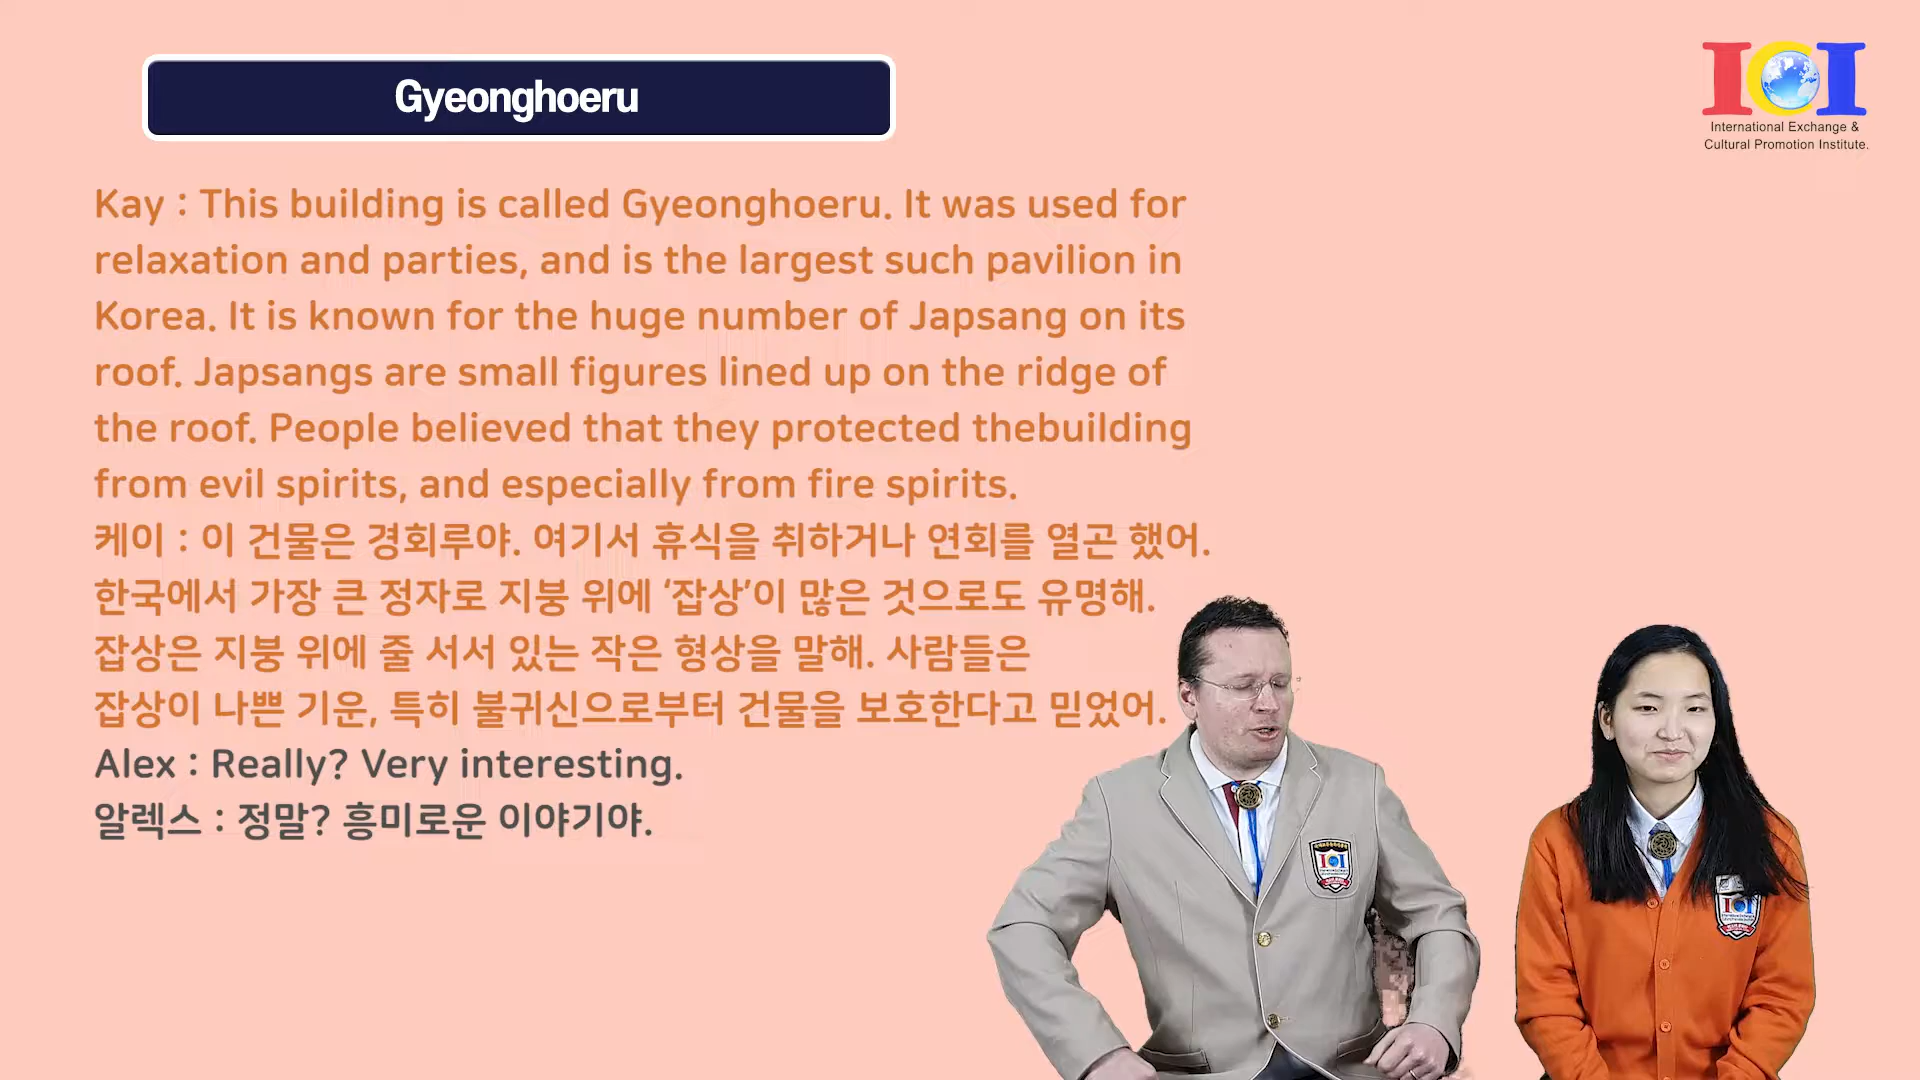 Gyeonghoeru
ICI
International Exchange &
Cultural Promotion Institute.
Kay : This building is called Gyeonghoeru. It was used for
relaxation and parties, and is the largest such pavilion in
Korea. It is known for the huge number of Japsang on its
roof. Japsangs are small figures lined up on the ridge of
the roof. People believed that they protected thebuilding
from evil spirits, and especially from fire spirits.
케이 : 이 건물은 경회루야. 여기서 휴식을 취하거나 연회를 열곤 했어.
한국에서 가장 큰 정자로 지붕 위에 ‘잡상’이 많은 것으로도 유명해.
잡상은 지붕 위에 줄 서서 있는 작은 형상을 말해. 사람들은
잡상이 나쁜 기운, 특히 불귀신으로부터 건물을 보호한다고 믿었어.
Alex : Really? Very interesting.
알렉스 : 정말? 흥미로운 이야기야.
ICI
ICI